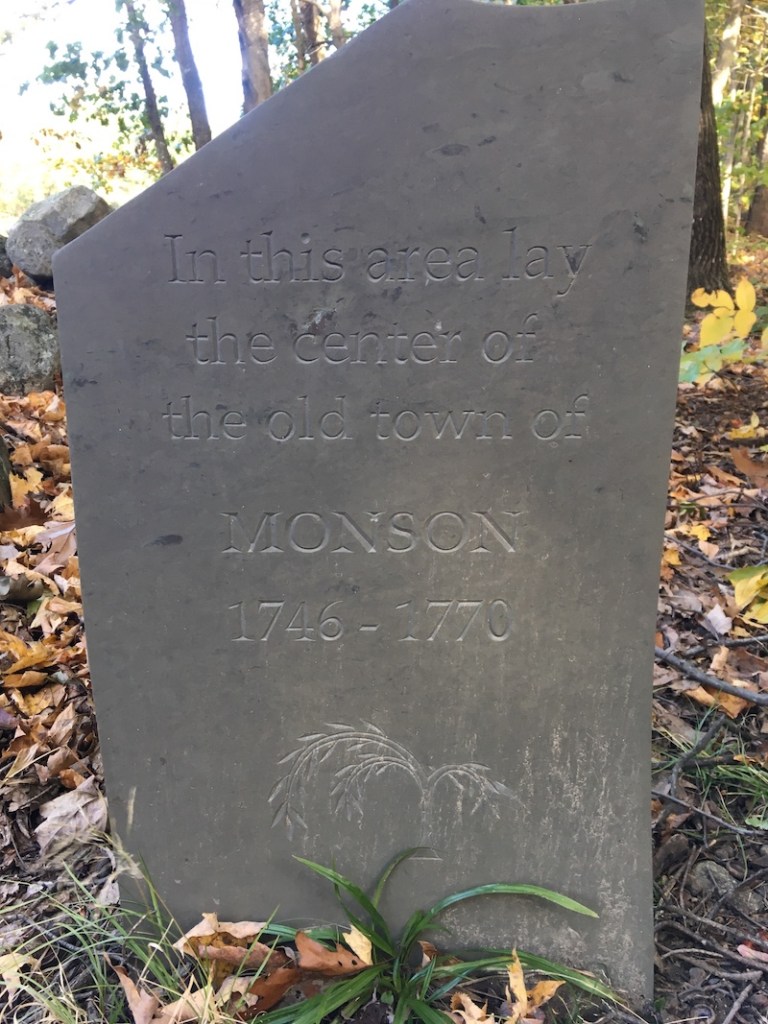 In this area lay
the center of
the old town of
MONSON
1746 - 1770